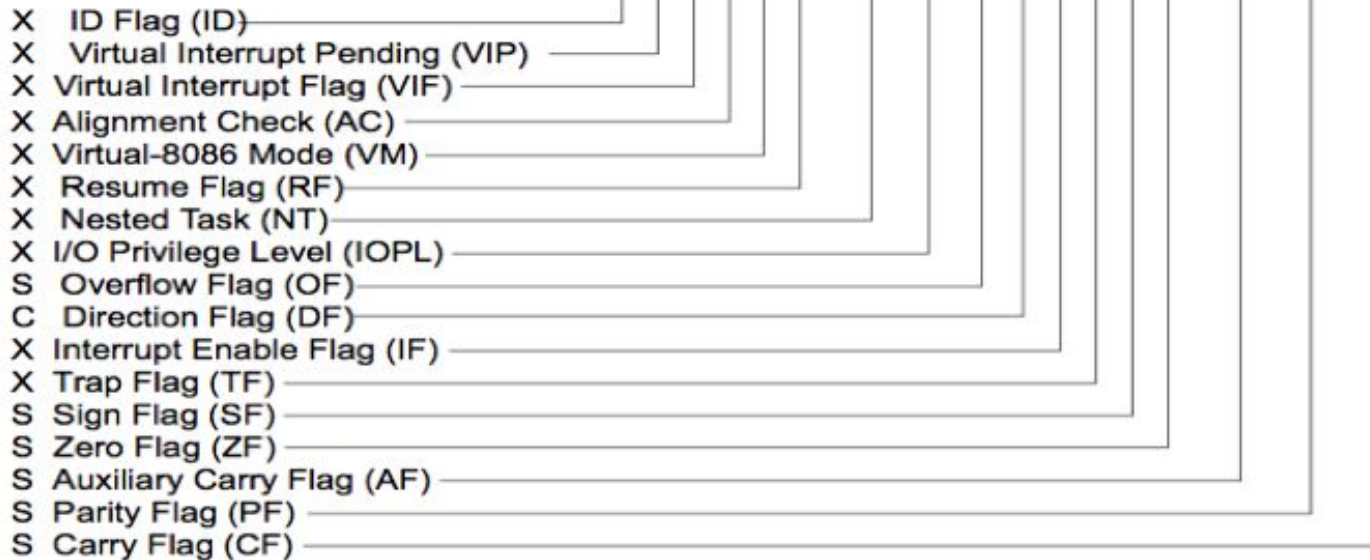 X ID Flag (ID)
X Virtual Interrupt Pending (VIP)
X Virtual Interrupt Flag (VIF)
X Alignment Check (AC)
X Virtual-8086 Mode (VM)
X Resume Flag (RF)
X Nested Task (NT)
X I/O Privilege Level (IOPL)
S Overflow Flag (OF)
C Direction Flag (DF)
X Interrupt Enable Flag (IF)
X Trap Flag (TF)
S Sign Flag (SF)
S Zero Flag (ZF)
S Auxiliary Carry Flag (AF)
S Parity Flag (PF)
S Carry Flag (CF)